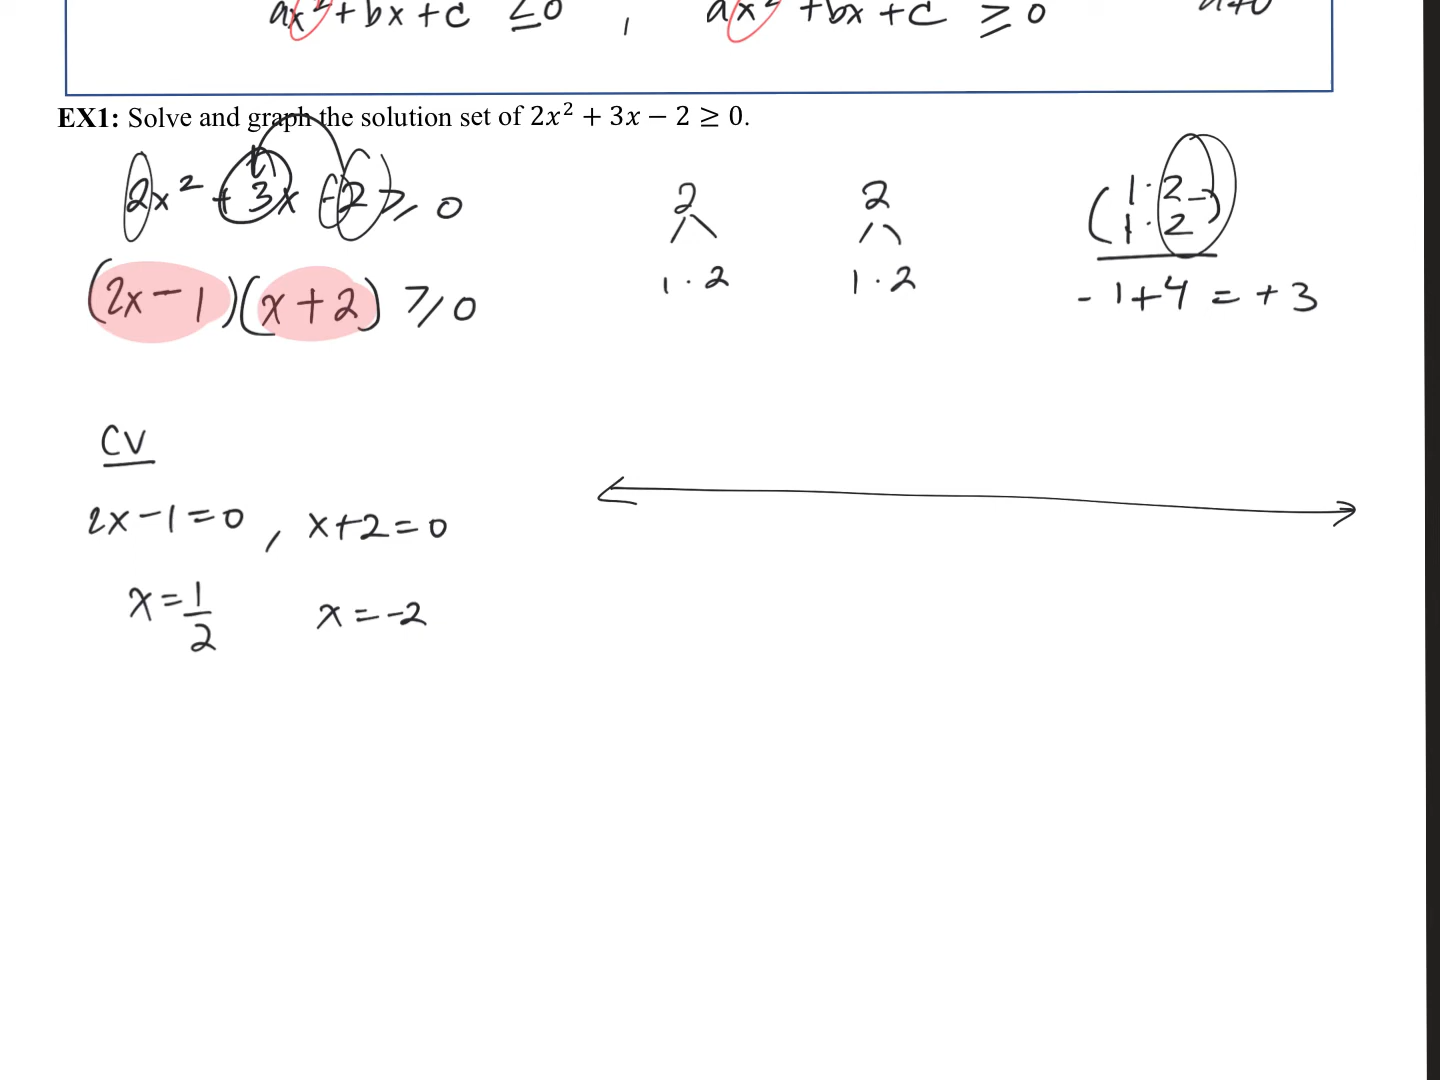 ax² + bx + c ≤ 0 , ax² + bx + c ≥ 0 a≠0
EX1: Solve and graph the solution set of 2x² + 3x − 2 ≥ 0.
2x² + 3x − 2 ≥ 0
2 2
1 · 2 1 · 2
(1 · 2 −)
1 · 2
(2x − 1)(x + 2) ≥ 0
- 1 + 4 = + 3
CV
2x − 1 = 0 , x + 2 = 0
x = 1/2 x = -2